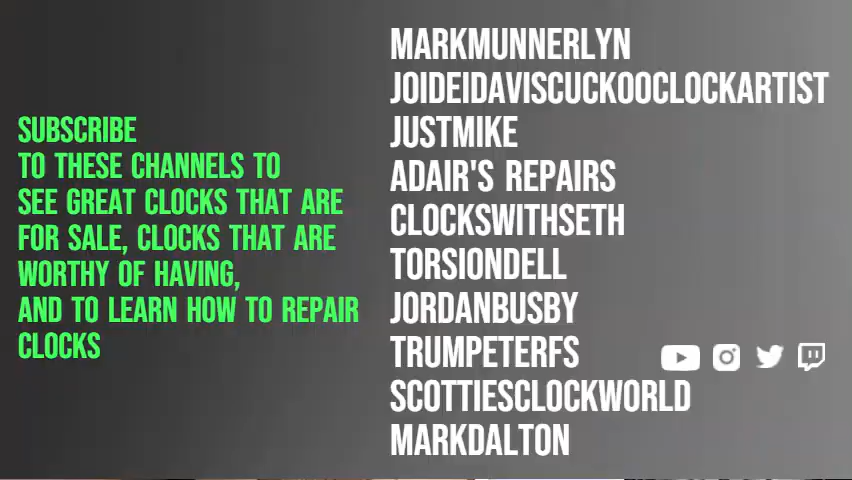 SUBSCRIBE
TO THESE CHANNELS TO
SEE GREAT CLOCKS THAT ARE
FOR SALE, CLOCKS THAT ARE
WORTHY OF HAVING,
AND TO LEARN HOW TO REPAIR
CLOCKS
MARKMUNNERLYN
JOIDEIDAVISCUCKOOCLOCKARTIST
JUSTMIKE
ADAIR'S REPAIRS
CLOCKSWITHSETH
TORSIONDELL
JORDANBUSBY
TRUMPETERFS
SCOTTIESCLOCKWORLD
MARKDALTON